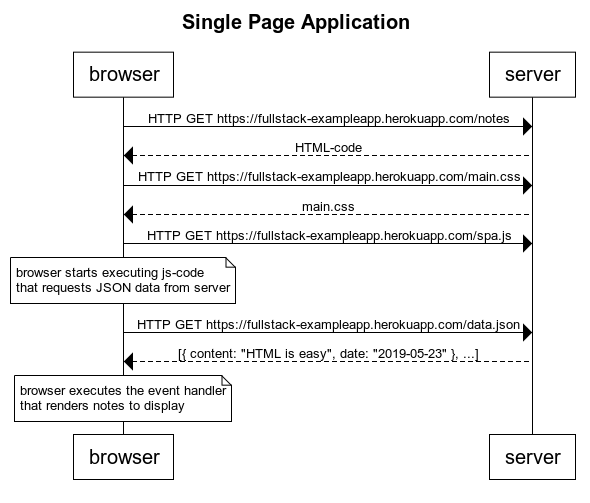 Single Page Application
browser
server
HTTP GET https://fullstack-exampleapp.herokuapp.com/notes
HTML-code
HTTP GET https://fullstack-exampleapp.herokuapp.com/main.css
main.css
HTTP GET https://fullstack-exampleapp.herokuapp.com/spa.js
browser starts executing js-code
that requests JSON data from server
HTTP GET https://fullstack-exampleapp.herokuapp.com/data.json
[{ content: "HTML is easy", date: "2019-05-23" }, ...]
browser executes the event handler
that renders notes to display
browser
server